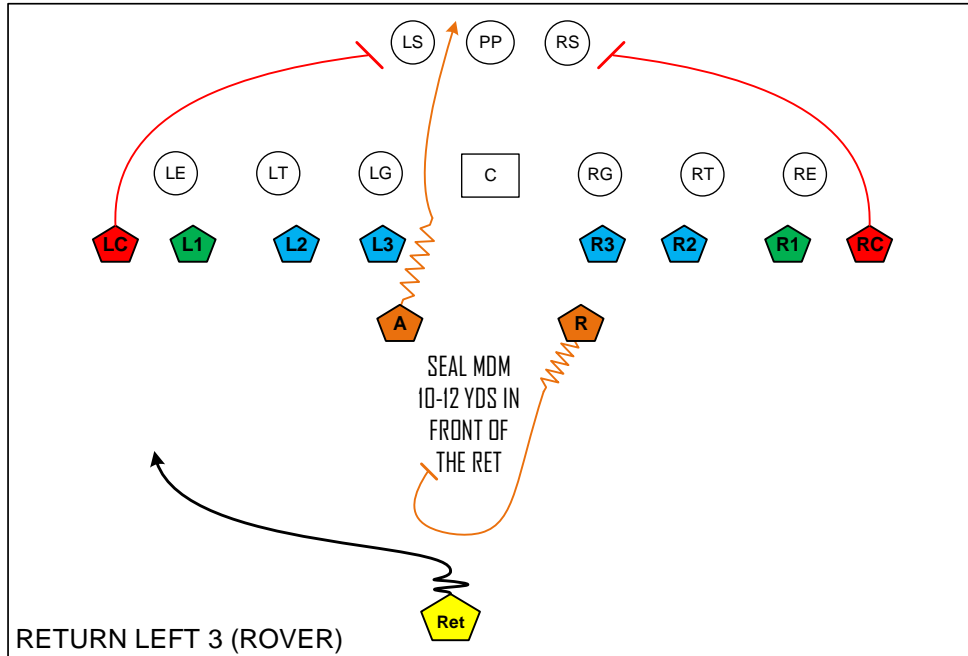 LS PP RS
LE LT LG C RG RT RE
LC L1 L2 L3 R3 R2 R1 RC
A R
SEAL MDM
10-12 YDS IN
FRONT OF
THE RET
Ret
RETURN LEFT 3 (ROVER)